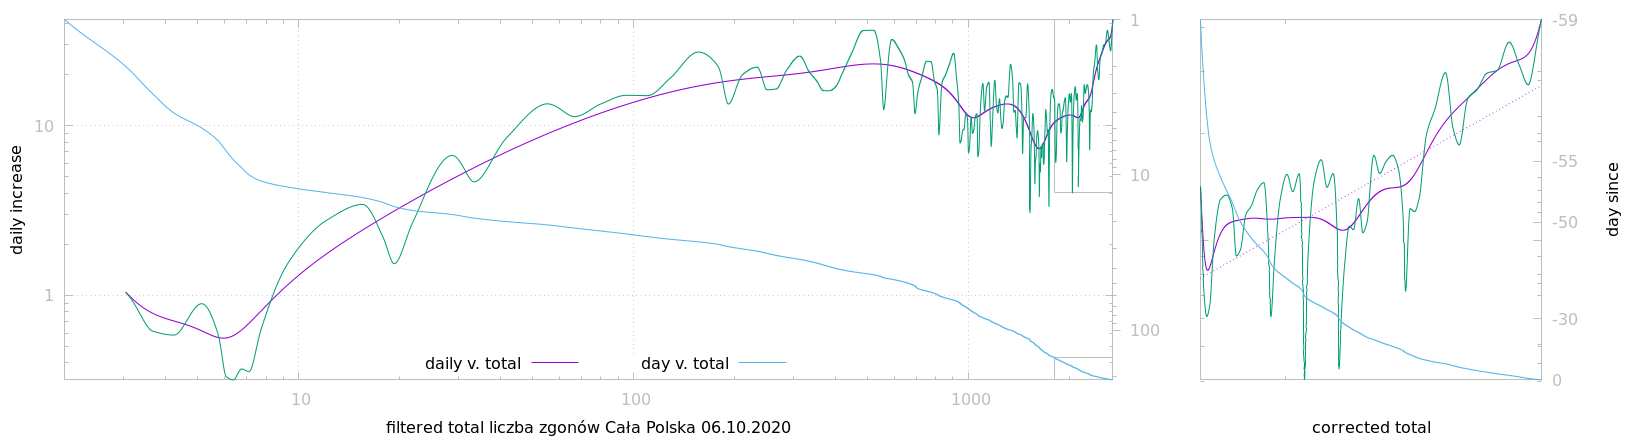 daily increase
10
1
daily v. total
day v. total
10
100
1000
filtered total liczba zgonów Cała Polska 06.10.2020
1
10
100
-59
-55
-50
-30
0
day since
corrected total